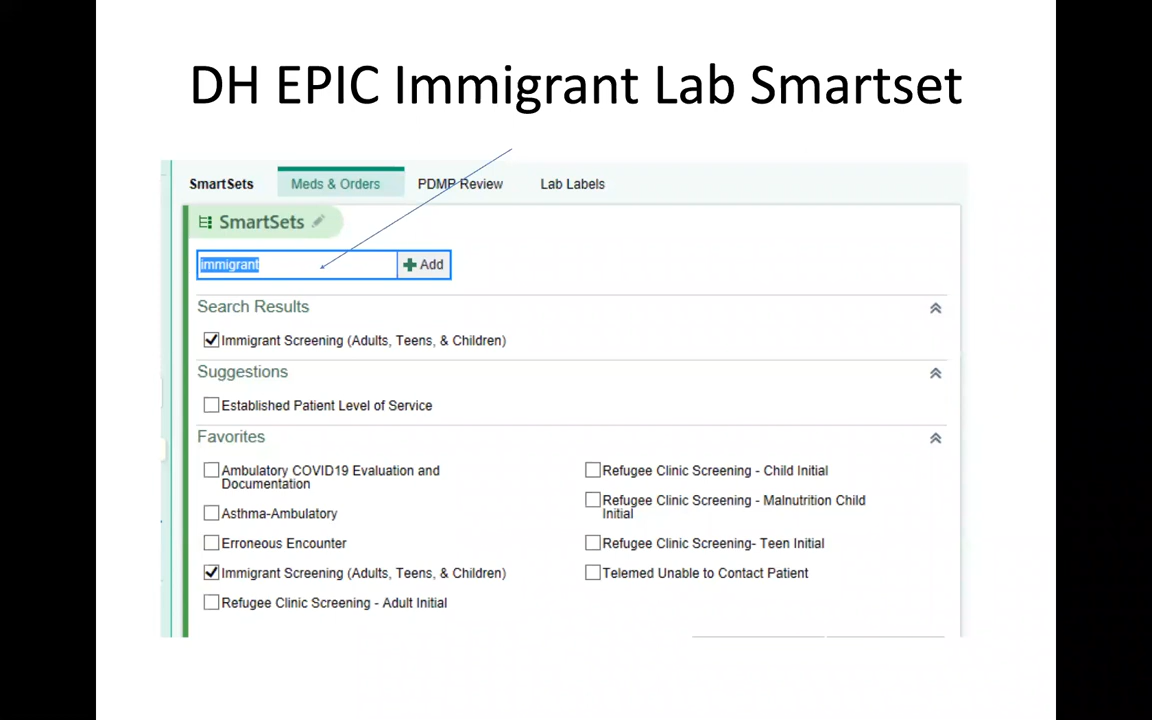 DH EPIC Immigrant Lab Smartset
SmartSets
Meds & Orders
PDMP Review
Lab Labels
SmartSets
immigrant
Add
Search Results
Immigrant Screening (Adults, Teens, & Children)
Suggestions
Established Patient Level of Service
Favorites
Ambulatory COVID19 Evaluation and
Documentation
Asthma-Ambulatory
Erroneous Encounter
Immigrant Screening (Adults, Teens, & Children)
Refugee Clinic Screening - Adult Initial
Refugee Clinic Screening - Child Initial
Refugee Clinic Screening - Malnutrition Child
Initial
Refugee Clinic Screening- Teen Initial
Telemed Unable to Contact Patient